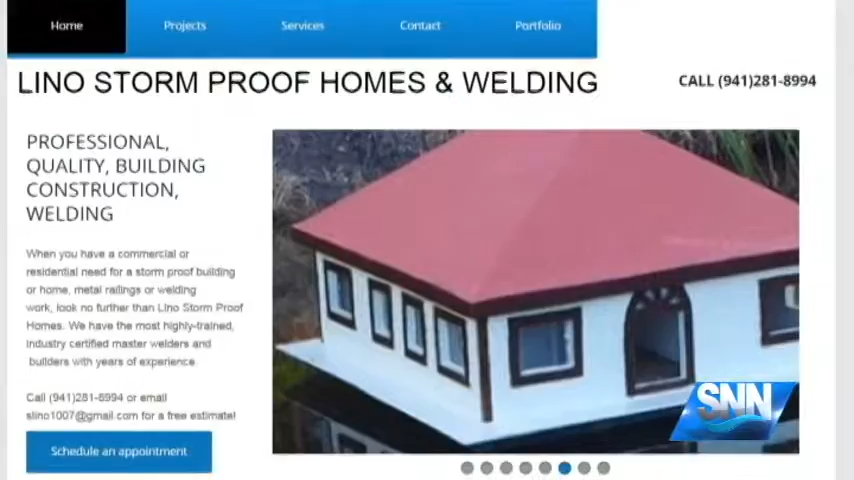 Home Projects Services Contact Portfolio
LINO STORM PROOF HOMES & WELDING
CALL (941)281-8994
PROFESSIONAL,
QUALITY, BUILDING
CONSTRUCTION,
WELDING
When you have a commercial or
residential need for a storm proof building
or home, metal railings or welding
work, look no further than Lino Storm Proof
Homes. We have the most highly-trained,
industry certified master welders and
builders with years of experience
Call (941)281-8994 or email
slino1007@gmail.com for a free estimate!
Schedule an appointment
SNN